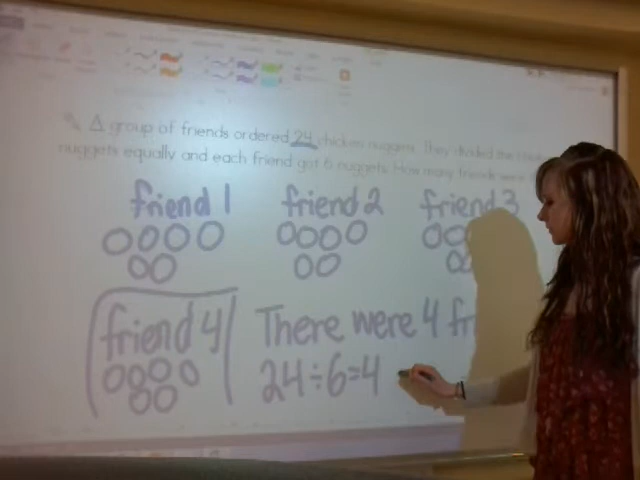 A group of friends ordered 24 chicken nuggets. They divided the
nuggets equally and each friend got 6 nuggets. How many friends were
friend 1 friend 2 friend 3
friend 4 There were 4 fr
24÷6=4